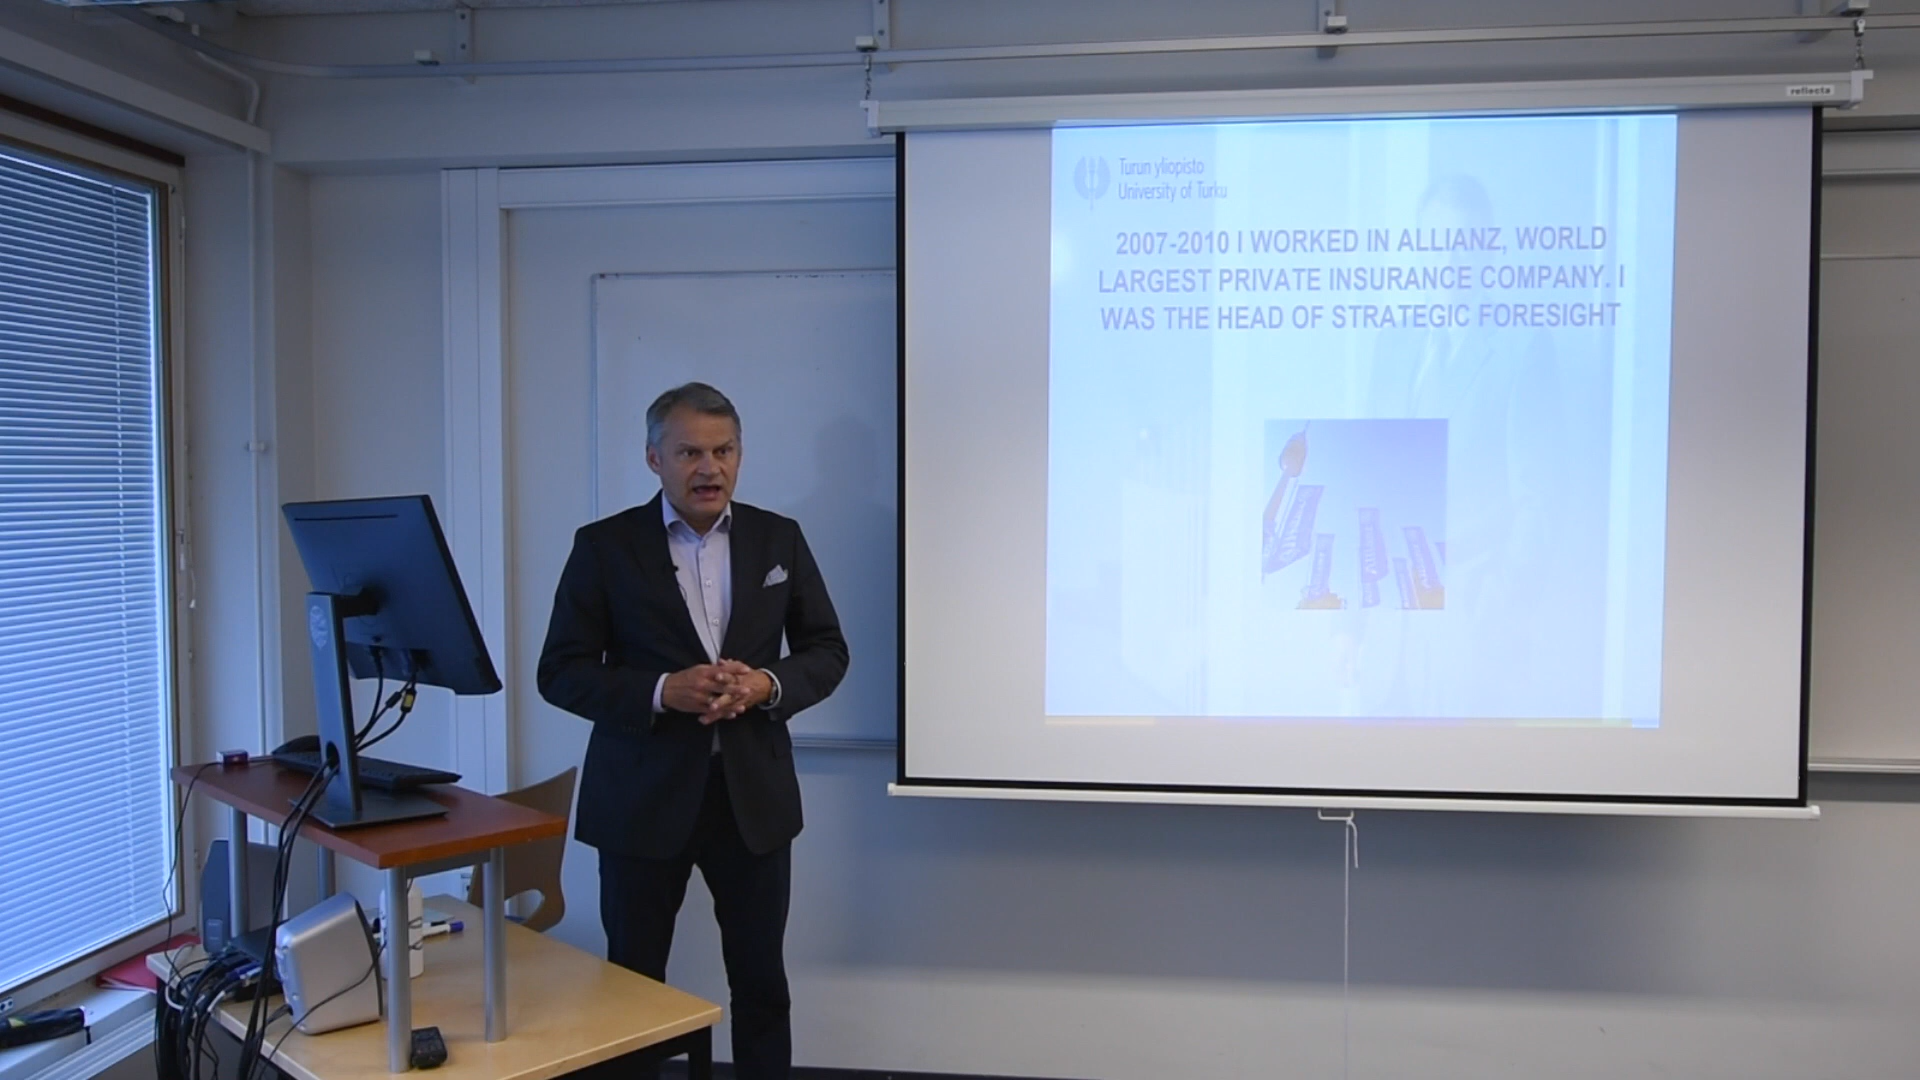 reflecta
Turun yliopisto
University of Turku
2007-2010 I WORKED IN ALLIANZ, WORLD
LARGEST PRIVATE INSURANCE COMPANY. I
WAS THE HEAD OF STRATEGIC FORESIGHT